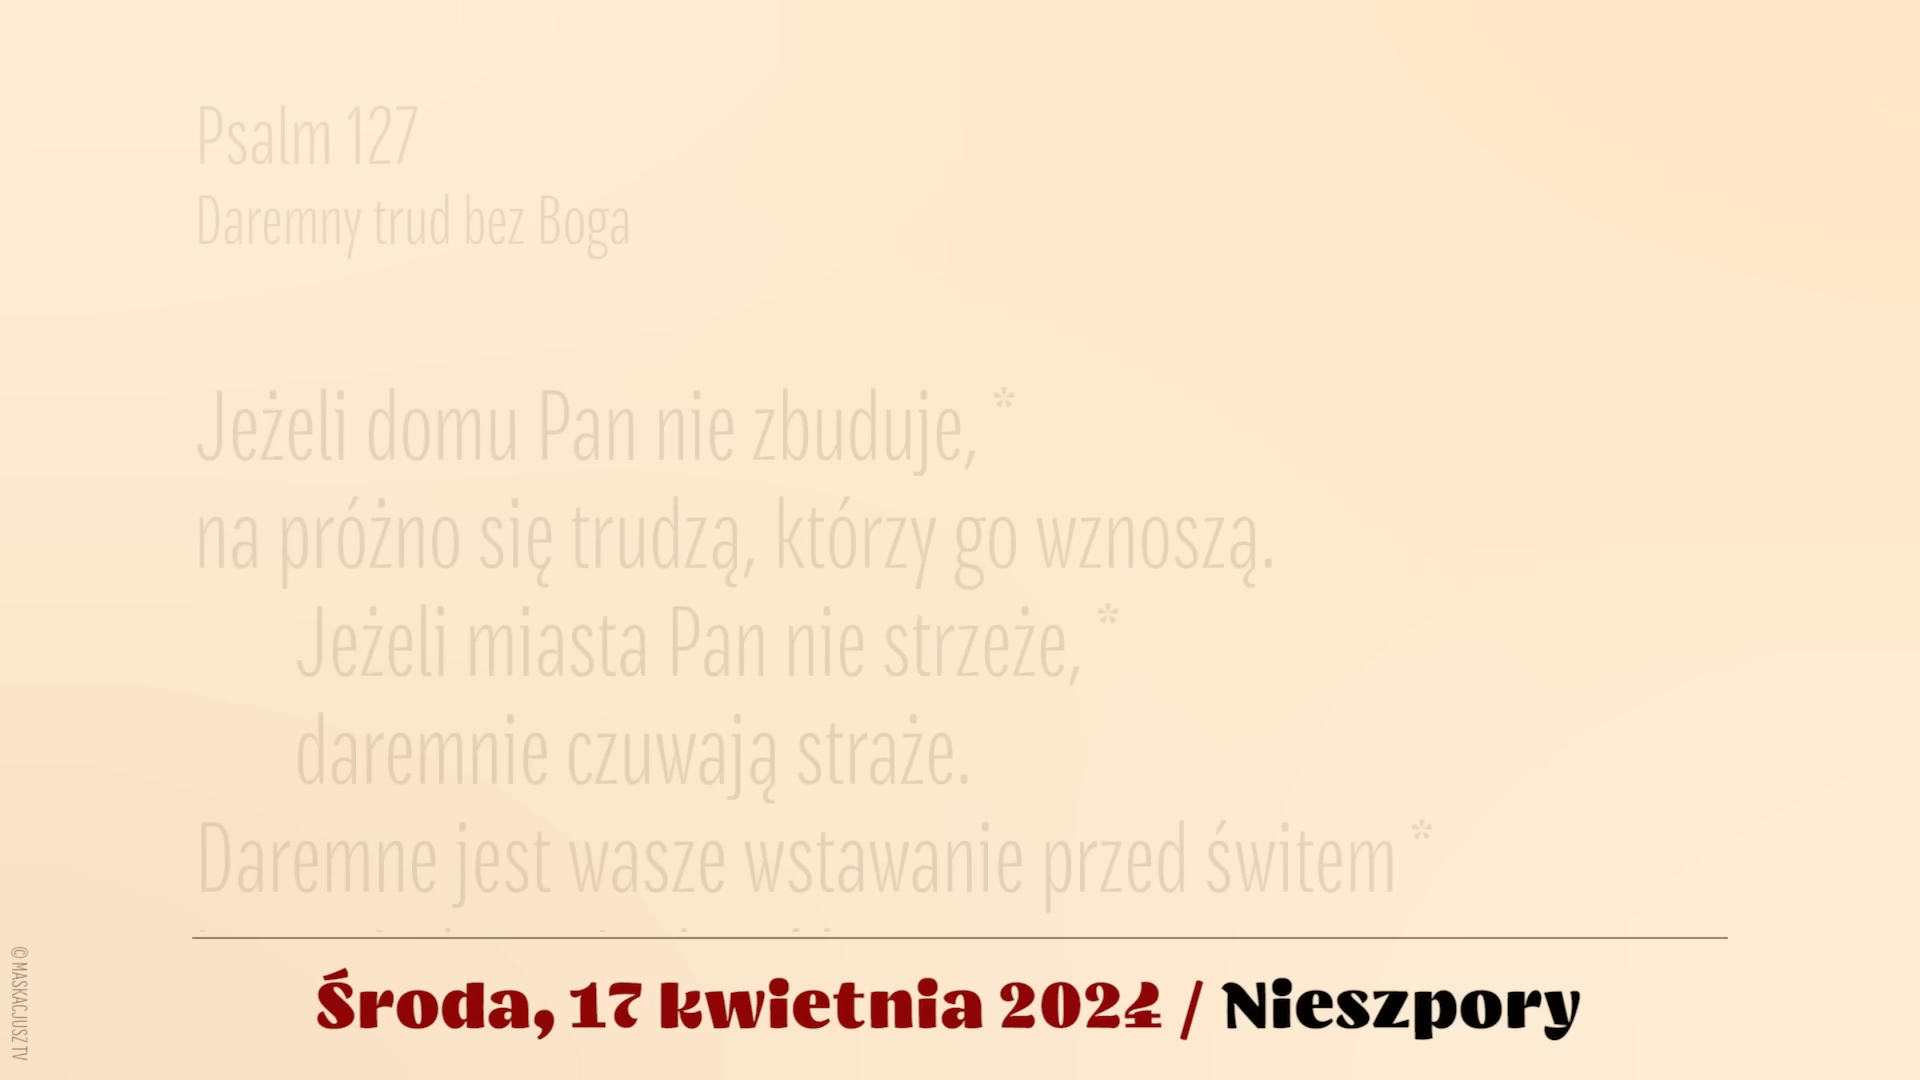 Psalm 127
Daremny trud bez Boga
Jeżeli domu Pan nie zbuduje, *
na próżno się trudzą, którzy go wznoszą.
Jeżeli miasta Pan nie strzeże, *
daremnie czuwają straże.
Daremne jest wasze wstawanie przed świtem *
Środa, 17 kwietnia 2024 / Nieszpory
© MASKACJUSZ TV